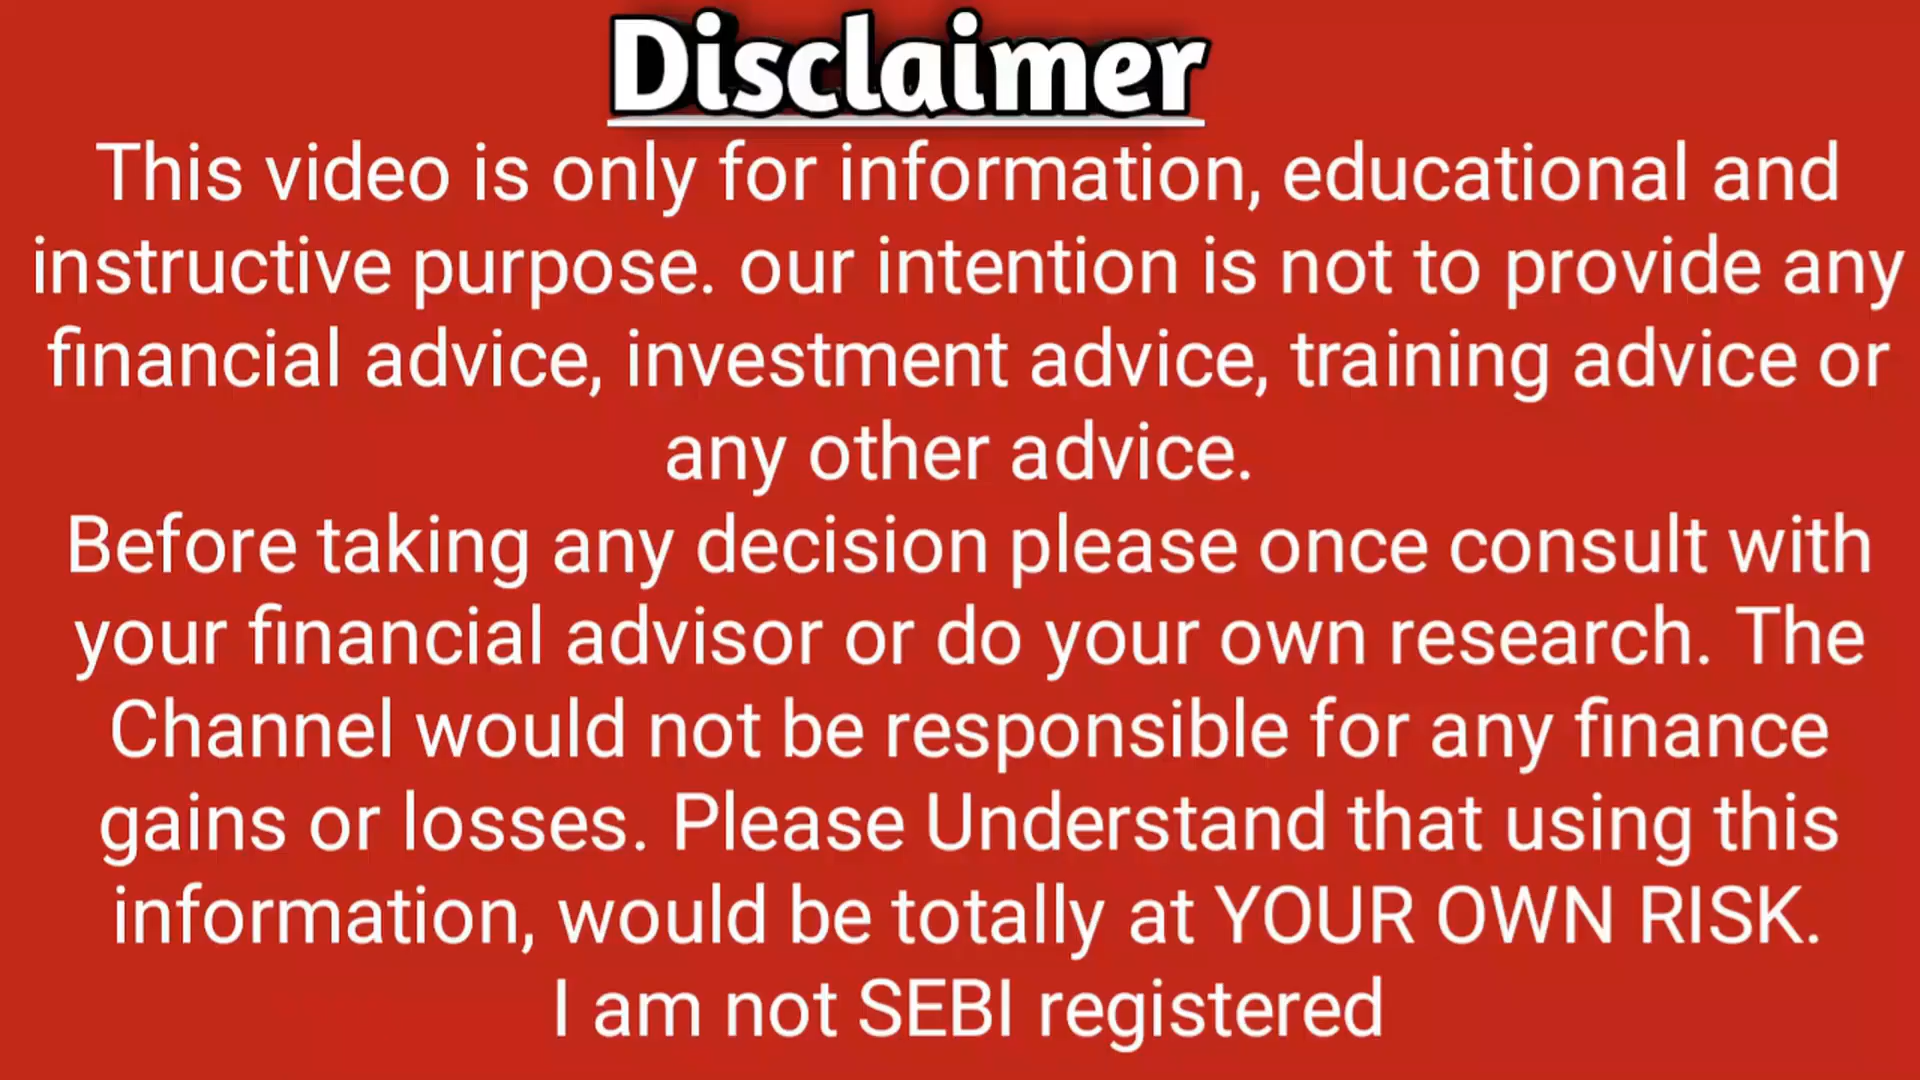 Disclaimer
This video is only for information, educational and
instructive purpose. our intention is not to provide any
financial advice, investment advice, training advice or
any other advice.
Before taking any decision please once consult with
your financial advisor or do your own research. The
Channel would not be responsible for any finance
gains or losses. Please Understand that using this
information, would be totally at YOUR OWN RISK.
I am not SEBI registered